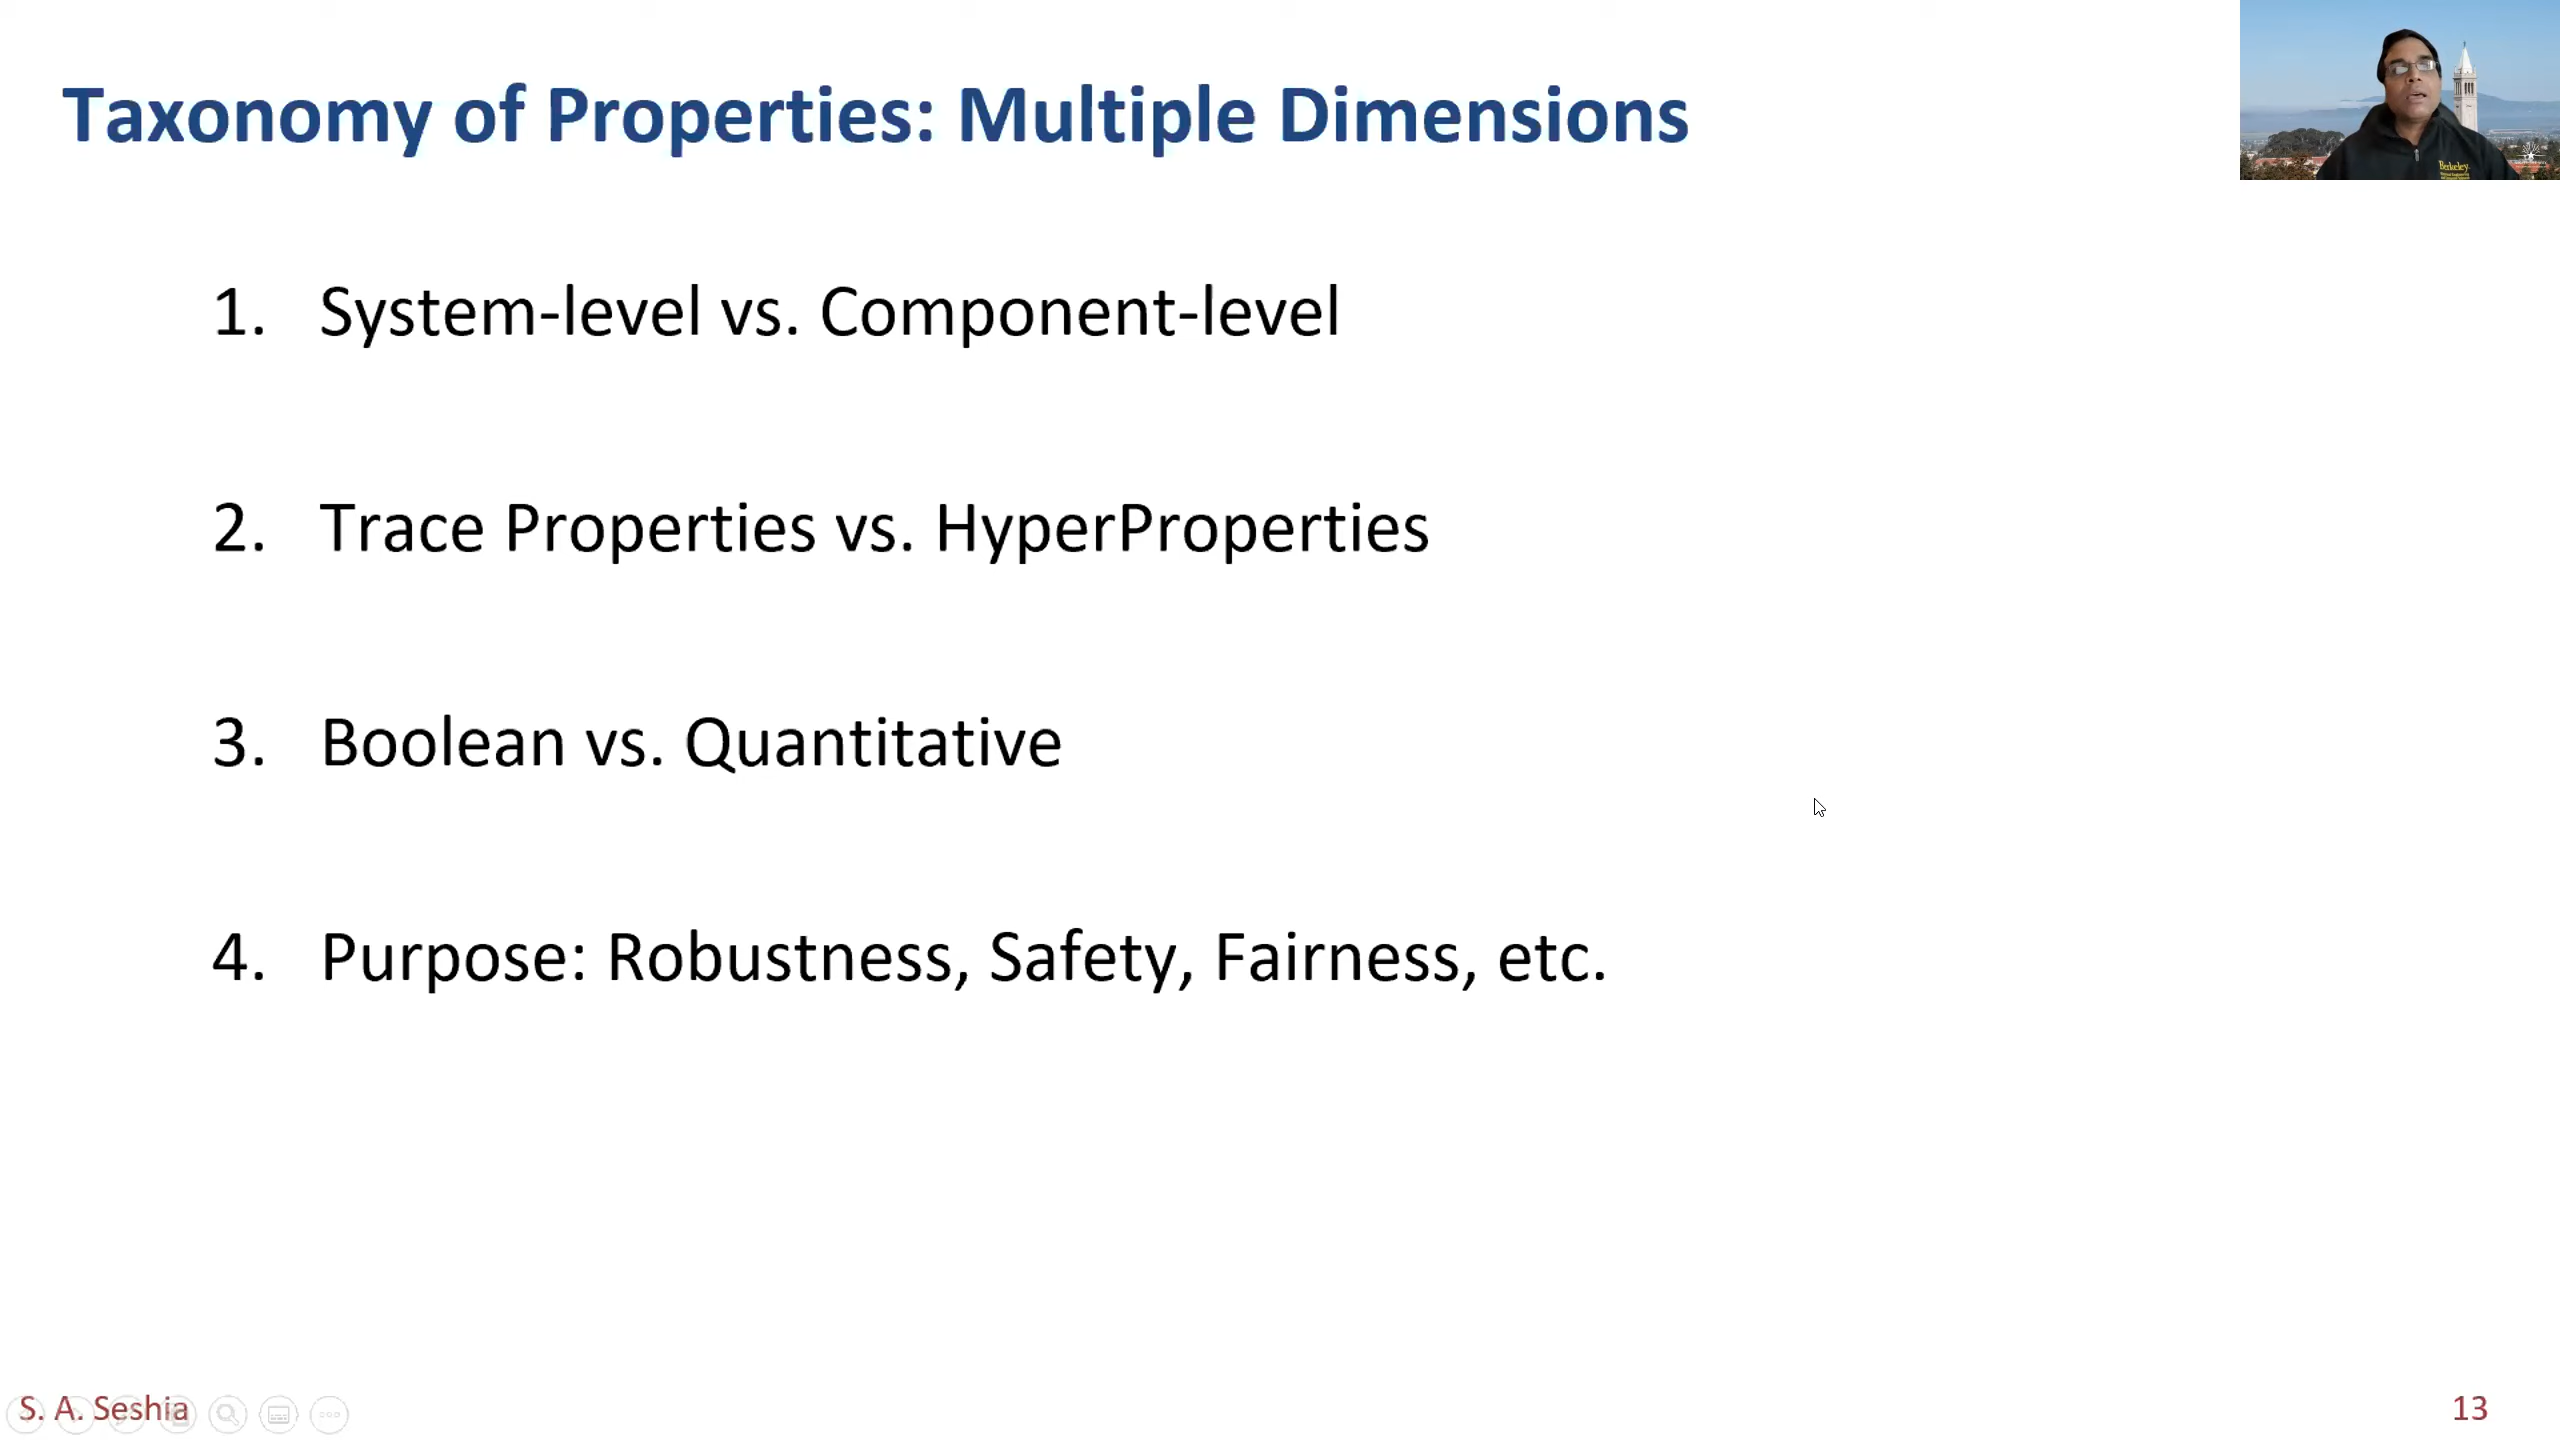 Taxonomy of Properties: Multiple Dimensions
1. System-level vs. Component-level
2. Trace Properties vs. HyperProperties
3. Boolean vs. Quantitative
4. Purpose: Robustness, Safety, Fairness, etc.
Berkeley
S. A. Seshia
13